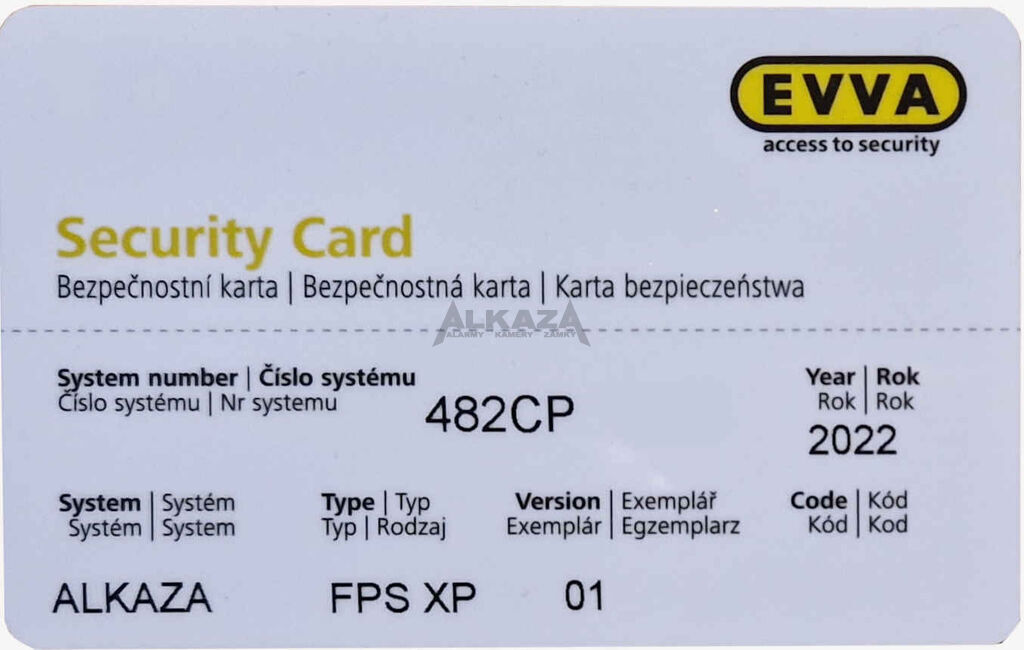 EVVA
access to security
Security Card
Bezpečnostní karta | Bezpečnostná karta | Karta bezpieczeństwa
ALKAZA
ALARMY KAMERY ZÁMKY
System number | Číslo systému
Číslo systému | Nr systemu
482CP
Year | Rok
Rok | Rok
2022
System | Systém
Systém | System
Type | Typ
Typ | Rodzaj
Version | Exemplář
Exemplár | Egzemplarz
Code | Kód
Kód | Kod
ALKAZA FPS XP 01